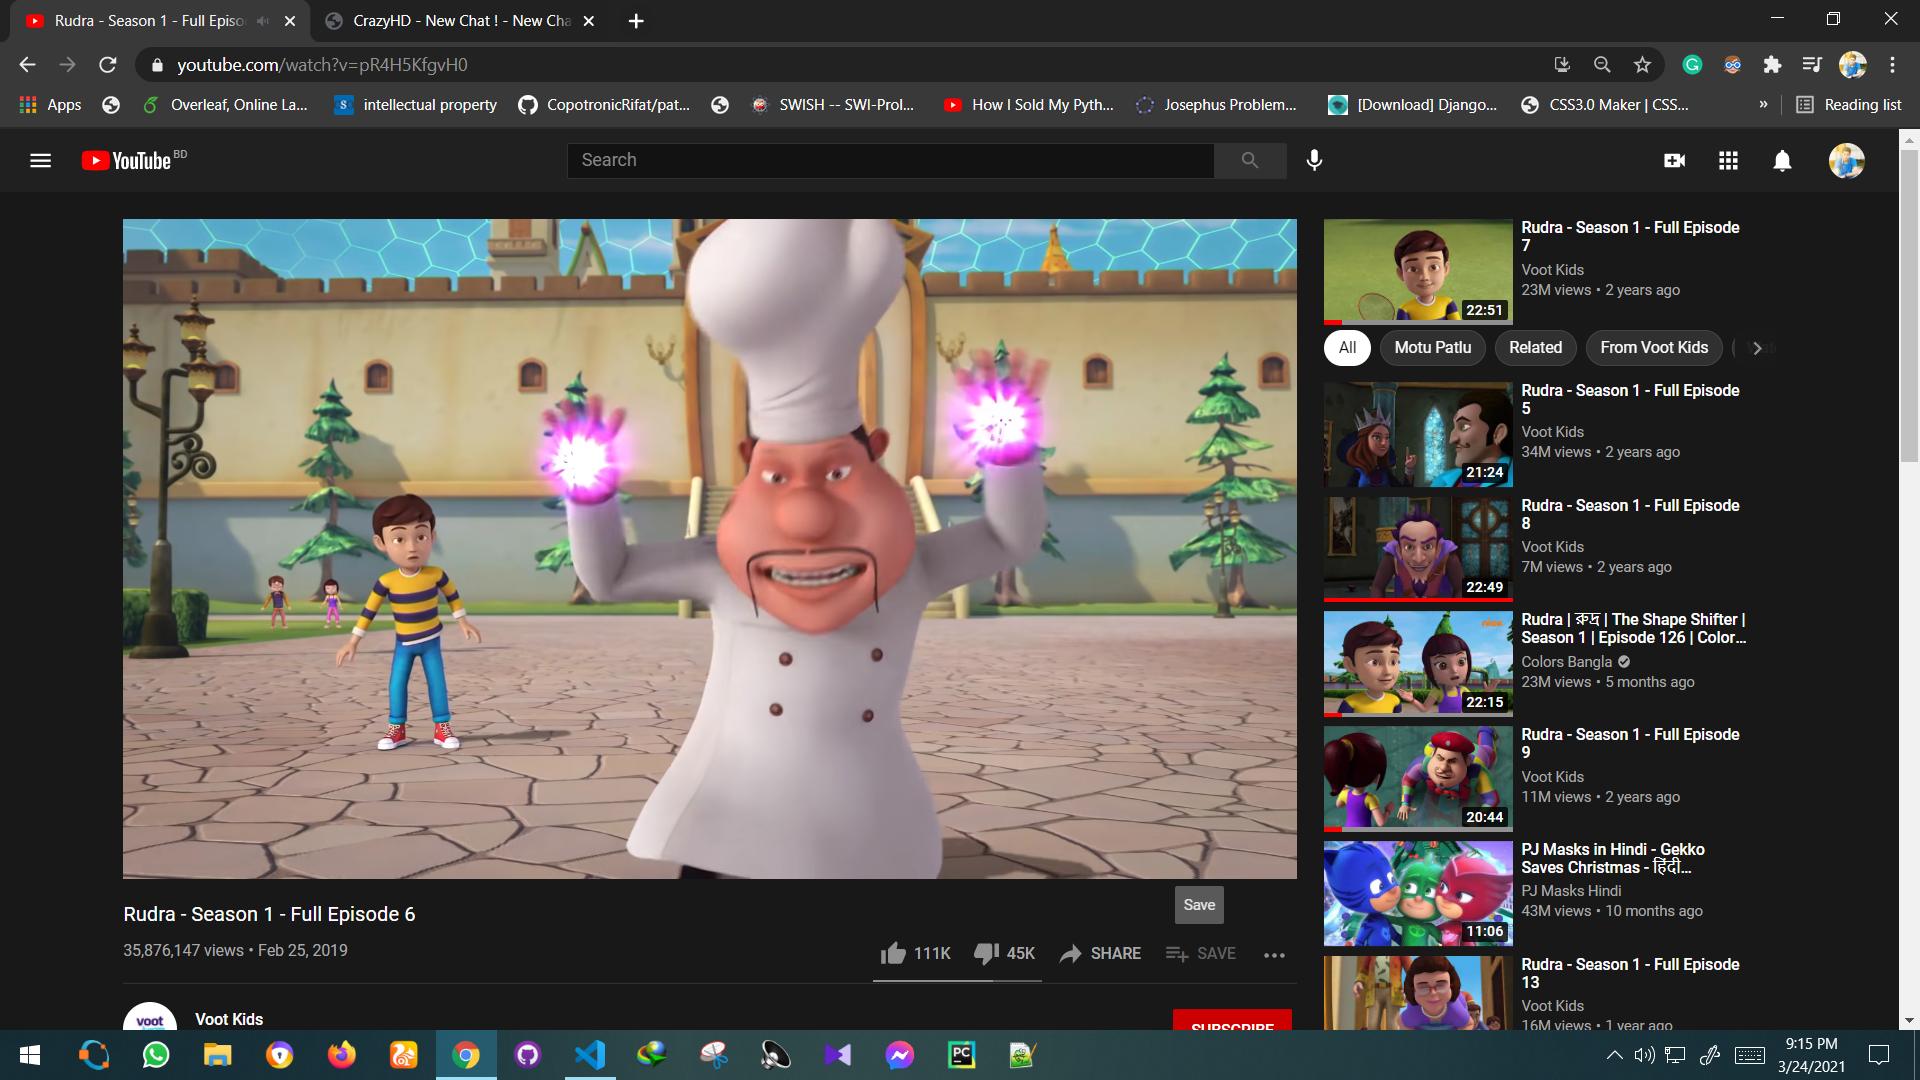 Rudra - Season 1 - Full Episo
CrazyHD - New Chat ! - New Cha
youtube.com/watch?v=pR4H5KfgvH0
Apps
Overleaf, Online La...
intellectual property
CopotronicRifat/pat...
SWISH -- SWI-Prol...
How I Sold My Pyth...
Josephus Problem...
[Download] Django...
CSS3.0 Maker | CSS...
»
Reading list
YouTube BD
Search
Rudra - Season 1 - Full Episode
7
Voot Kids
23M views • 2 years ago
22:51
All
Motu Patlu
Related
From Voot Kids
Rudra - Season 1 - Full Episode
5
Voot Kids
34M views • 2 years ago
21:24
Rudra - Season 1 - Full Episode
8
Voot Kids
7M views • 2 years ago
22:49
Rudra | রুদ্র | The Shape Shifter |
Season 1 | Episode 126 | Color...
Colors Bangla
23M views • 5 months ago
22:15
Rudra - Season 1 - Full Episode
9
Voot Kids
11M views • 2 years ago
20:44
PJ Masks in Hindi - Gekko
Saves Christmas - हिंदी...
PJ Masks Hindi
43M views • 10 months ago
11:06
Rudra - Season 1 - Full Episode
13
Voot Kids
16M views • 1 year ago
Save
Rudra - Season 1 - Full Episode 6
35,876,147 views • Feb 25, 2019
111K
45K
SHARE
SAVE
voot
Voot Kids
SUBSCRIBE
PC
9:15 PM
3/24/2021